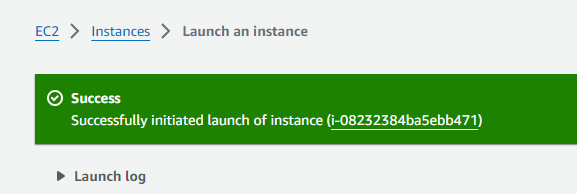 EC2 > Instances > Launch an instance
Success
Successfully initiated launch of instance (i-08232384ba5ebb471)
Launch log